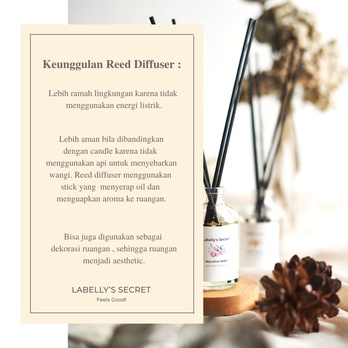 Keunggulan Reed Diffuser :
Lebih ramah lingkungan karena tidak
menggunakan energi listrik.
Lebih aman bila dibandingkan
dengan candle karena tidak
menggunakan api untuk menyebarkan
wangi. Reed diffuser menggunakan
stick yang menyerap oil dan
menguapkan aroma ke ruangan.
Bisa juga digunakan sebagai
dekorasi ruangan , sehingga ruangan
menjadi aesthetic.
LABELLY'S SECRET
Feels Good!
Labelly's Secret